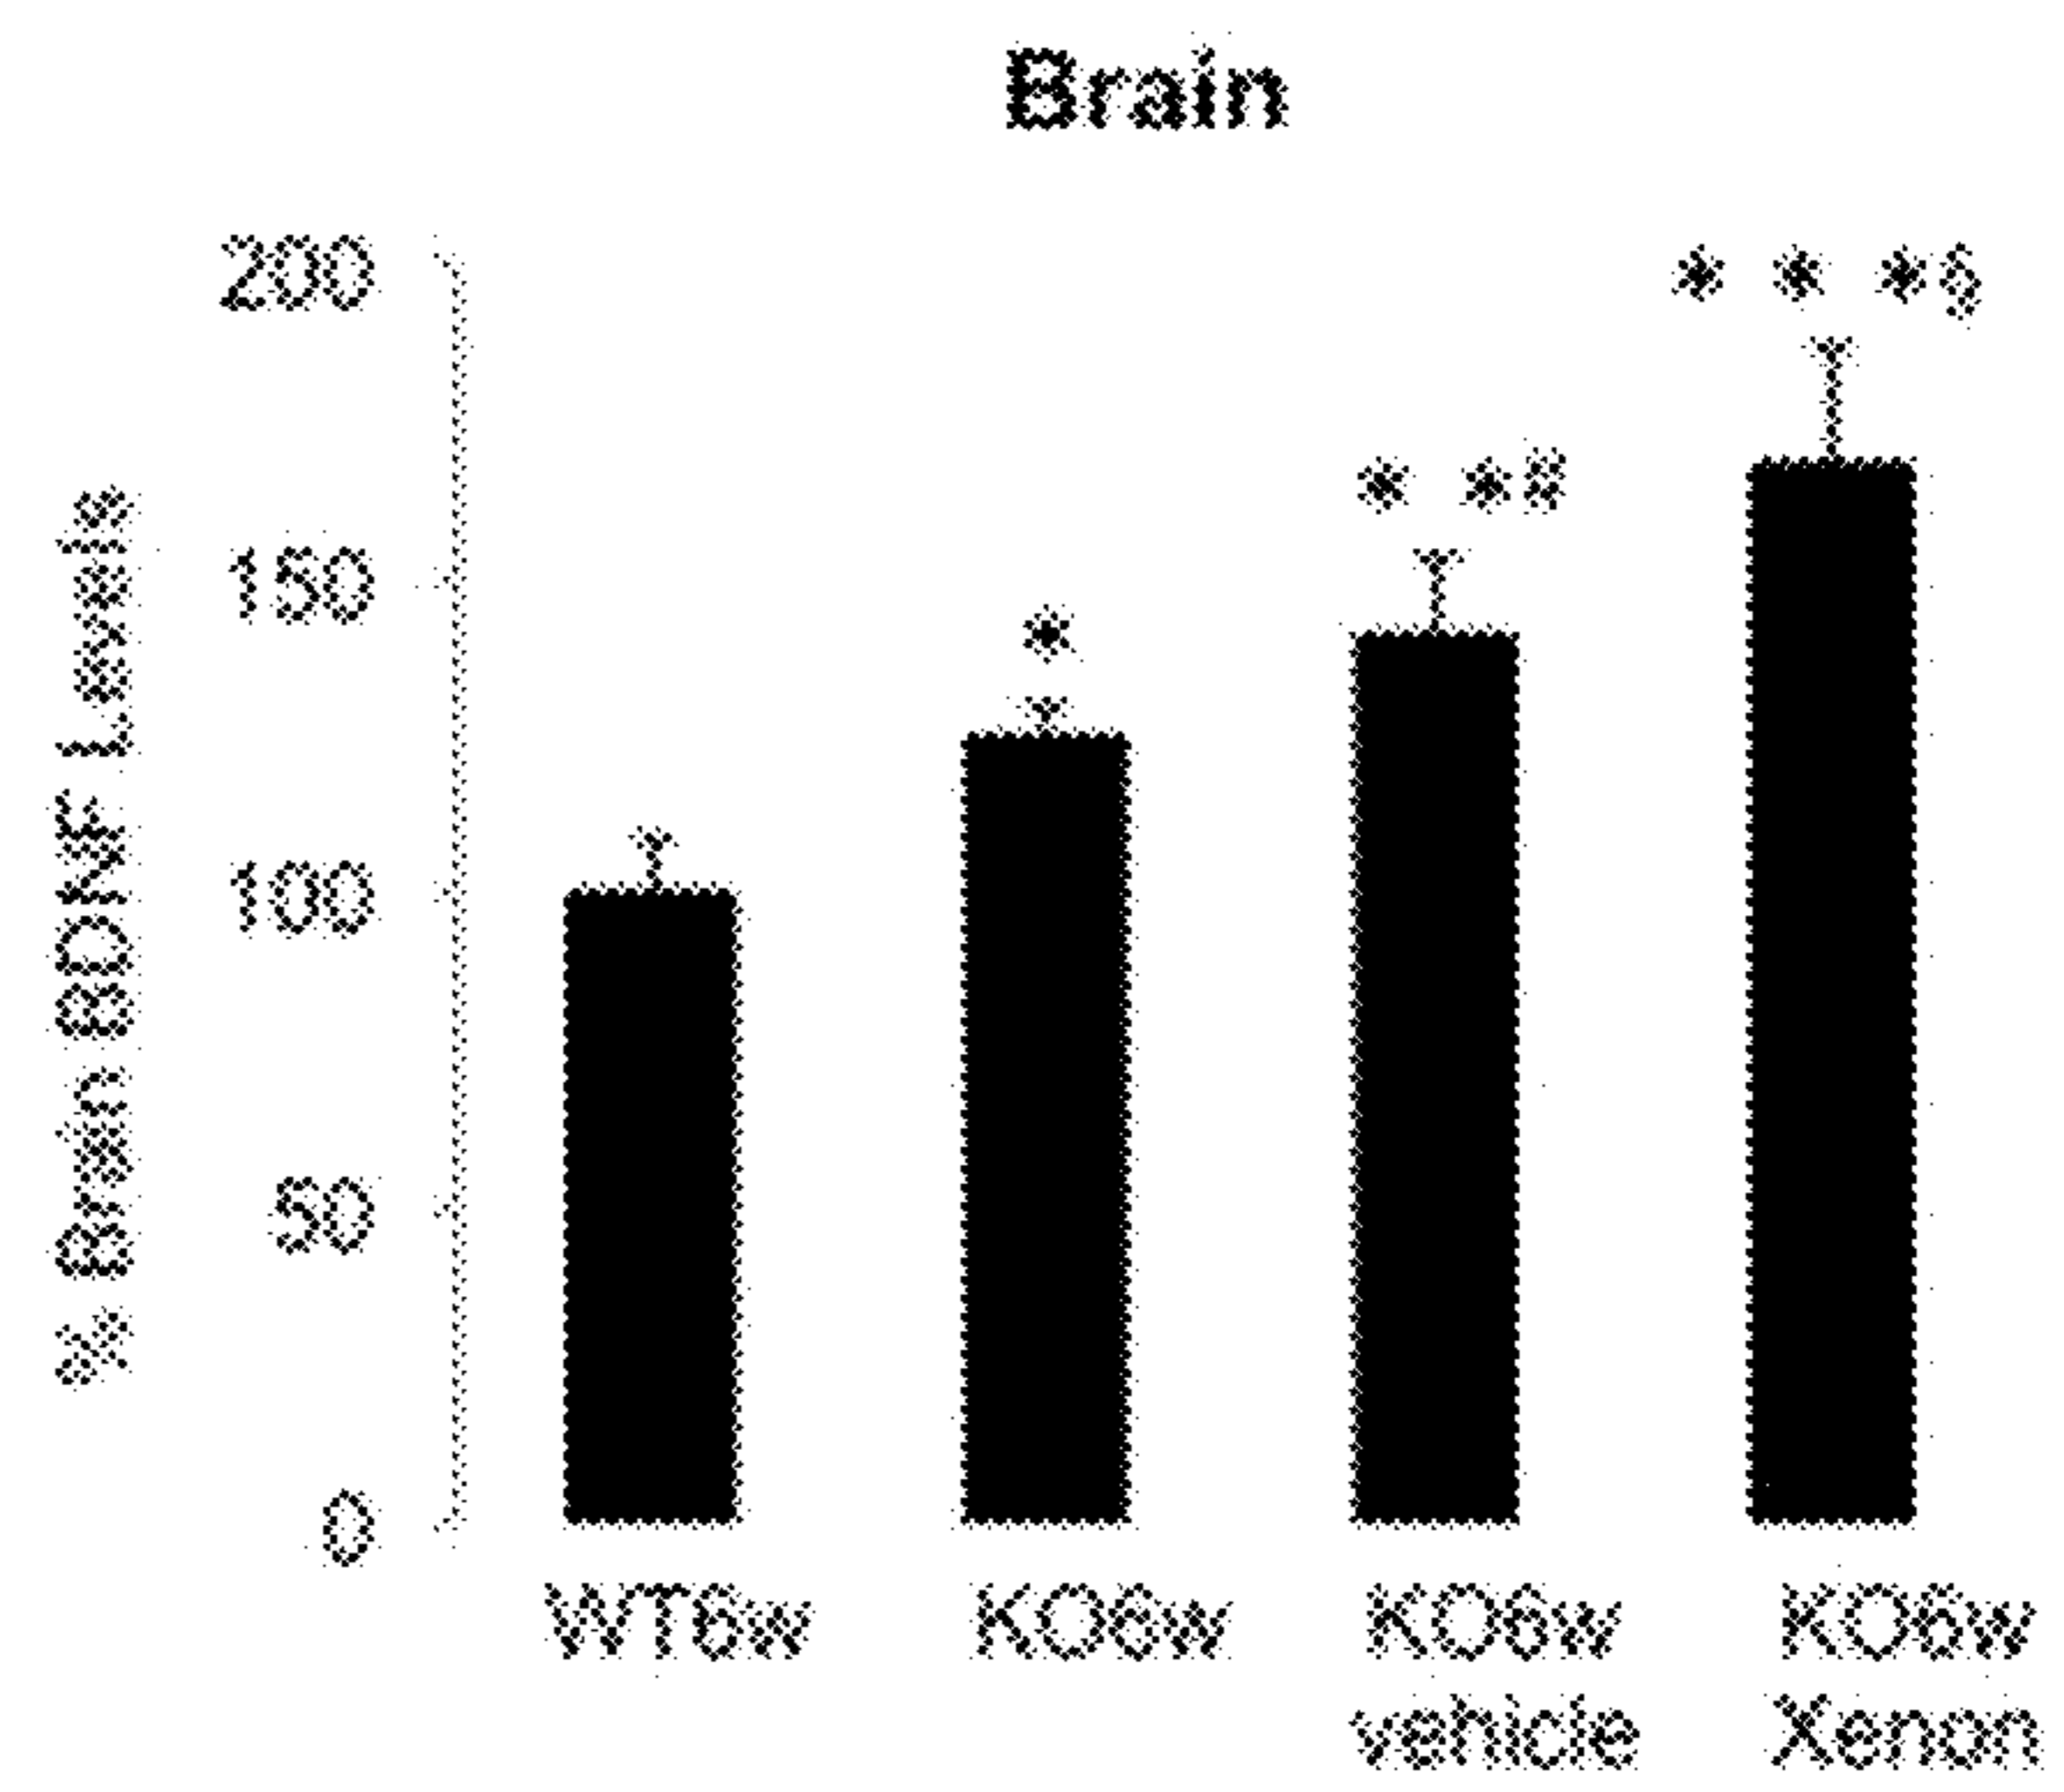 Brain
% Brain BDNF Levels
200
150
100
50
0
* * *§
* *
*
WT6w
KO6w
KO6w
vehicle
KO6w
Xenon